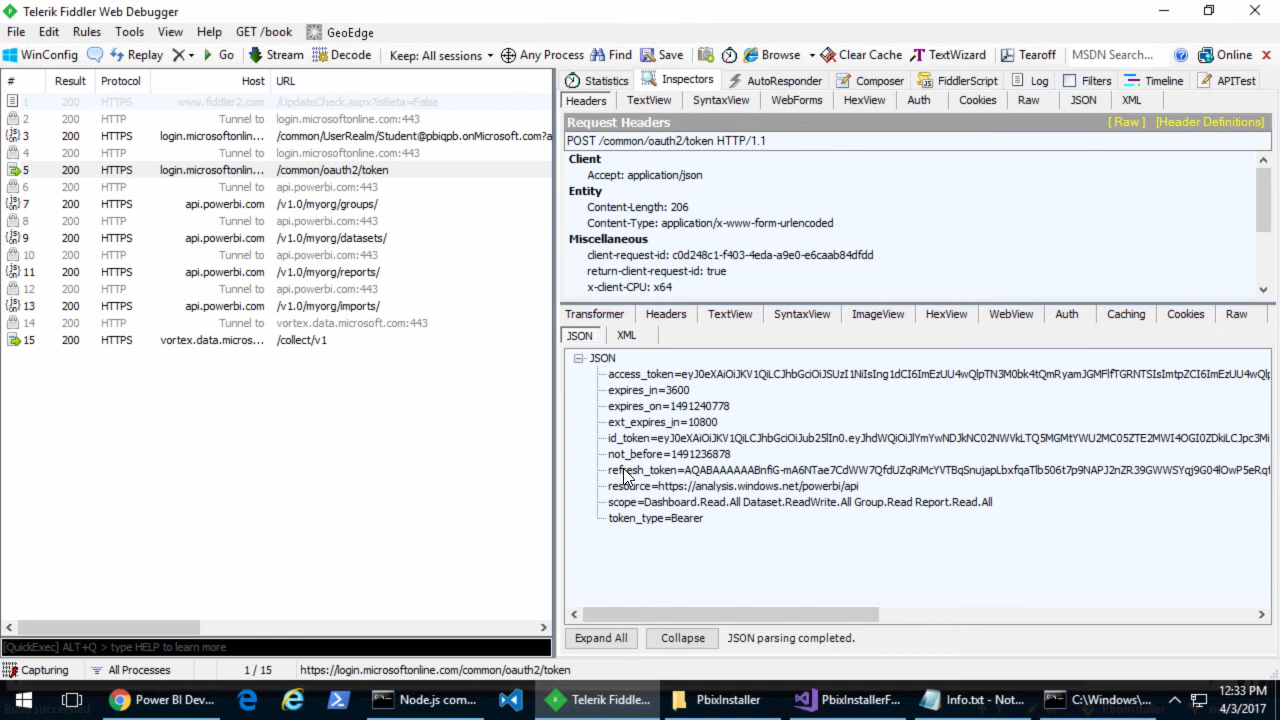 Telerik Fiddler Web Debugger
File Edit Rules Tools View Help GET /book GeoEdge
WinConfig Replay Go Stream Decode Keep: All sessions Any Process Find Save Browse Clear Cache TextWizard Tearoff MSDN Search... Online
# Result Protocol Host URL
1 200 HTTPS www.fiddler2.com /UpdateCheck.aspx?isBeta=False
2 200 HTTP Tunnel to login.microsoftonline.com:443
3 200 HTTPS login.microsoftonlin... /common/UserRealm/Student@pbiqpb.onMicrosoft.com?a
4 200 HTTP Tunnel to login.microsoftonline.com:443
5 200 HTTPS login.microsoftonlin... /common/oauth2/token
6 200 HTTP Tunnel to api.powerbi.com:443
7 200 HTTPS api.powerbi.com /v1.0/myorg/groups/
8 200 HTTP Tunnel to api.powerbi.com:443
9 200 HTTPS api.powerbi.com /v1.0/myorg/datasets/
10 200 HTTP Tunnel to api.powerbi.com:443
11 200 HTTPS api.powerbi.com /v1.0/myorg/reports/
12 200 HTTP Tunnel to api.powerbi.com:443
13 200 HTTPS api.powerbi.com /v1.0/myorg/imports/
14 200 HTTP Tunnel to vortex.data.microsoft.com:443
15 200 HTTPS vortex.data.micros... /collect/v1
[QuickExec] ALT+Q > type HELP to learn more
Capturing All Processes 1 / 15 https://login.microsoftonline.com/common/oauth2/token
Statistics Inspectors AutoResponder Composer FiddlerScript Log Filters Timeline APITest
Headers TextView SyntaxView WebForms HexView Auth Cookies Raw JSON XML
Request Headers [ Raw ] [Header Definitions]
POST /common/oauth2/token HTTP/1.1
Client
Accept: application/json
Entity
Content-Length: 206
Content-Type: application/x-www-form-urlencoded
Miscellaneous
client-request-id: c0d248c1-f403-4eda-a9e0-e6caab84dfdd
return-client-request-id: true
x-client-CPU: x64
Transformer Headers TextView SyntaxView ImageView HexView WebView Auth Caching Cookies Raw
JSON XML
JSON
expires_in=3600
expires_on=1491240778
ext_expires_in=10800
not_before=1491236878
resource=https://analysis.windows.net/powerbi/api
scope=Dashboard.Read.All Dataset.ReadWrite.All Group.Read Report.Read.All
token_type=Bearer
Expand All Collapse JSON parsing completed.
Power BI Dev... Node.js com... Telerik Fiddle... PbixInstaller PbixInstallerF... Info.txt - Not... C:\Windows\...
12:33 PM
4/3/2017